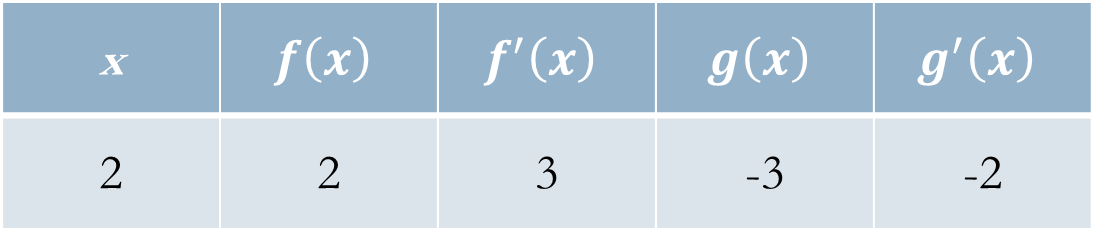 x f(x) f′(x) g(x) g′(x)
2 2 3 -3 -2